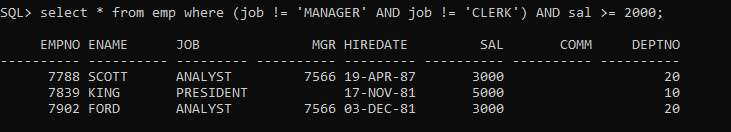 SQL> select * from emp where (job != 'MANAGER' AND job != 'CLERK') AND sal >= 2000;
     EMPNO ENAME      JOB              MGR HIREDATE         SAL       COMM     DEPTNO
---------- ---------- --------- ---------- --------- ---------- ---------- ----------
      7788 SCOTT      ANALYST         7566 19-APR-87       3000                    20
      7839 KING       PRESIDENT            17-NOV-81       5000                    10
      7902 FORD       ANALYST         7566 03-DEC-81       3000                    20